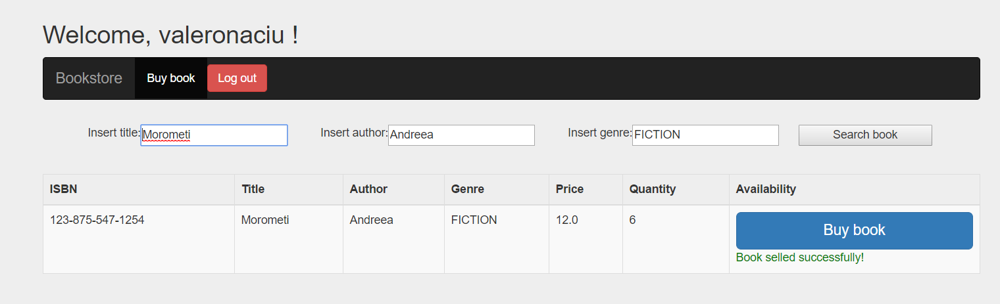 Welcome, valeronaciu !
Bookstore Buy book Log out
Insert title: Morometi Insert author: Andreea Insert genre: FICTION Search book
ISBN Title Author Genre Price Quantity Availability
123-875-547-1254 Morometi Andreea FICTION 12.0 6 Buy book
Book selled successfully!